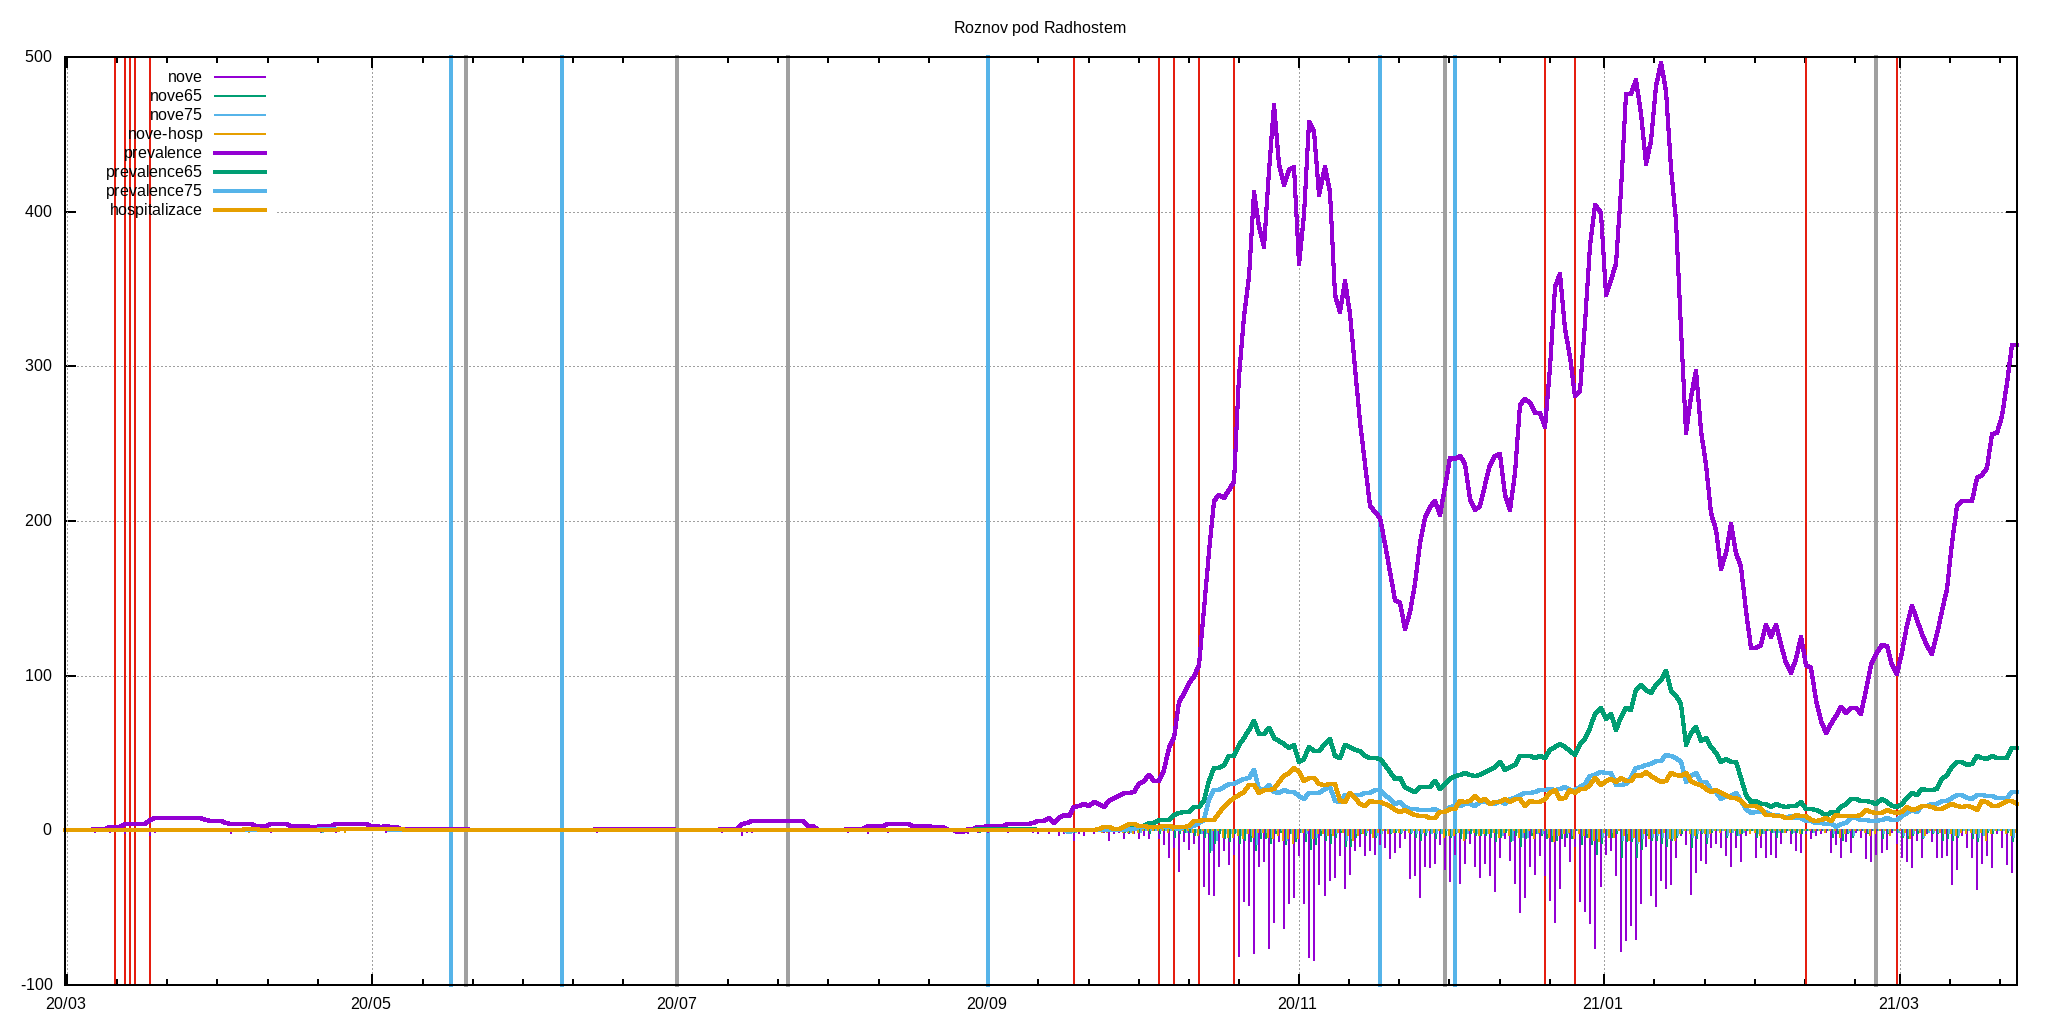 Roznov pod Radhostem
500
400
300
200
100
0
-100
nove
nove65
nove75
nove-hosp
prevalence
prevalence65
prevalence75
hospitalizace
20/03 20/05 20/07 20/09 20/11 21/01 21/03